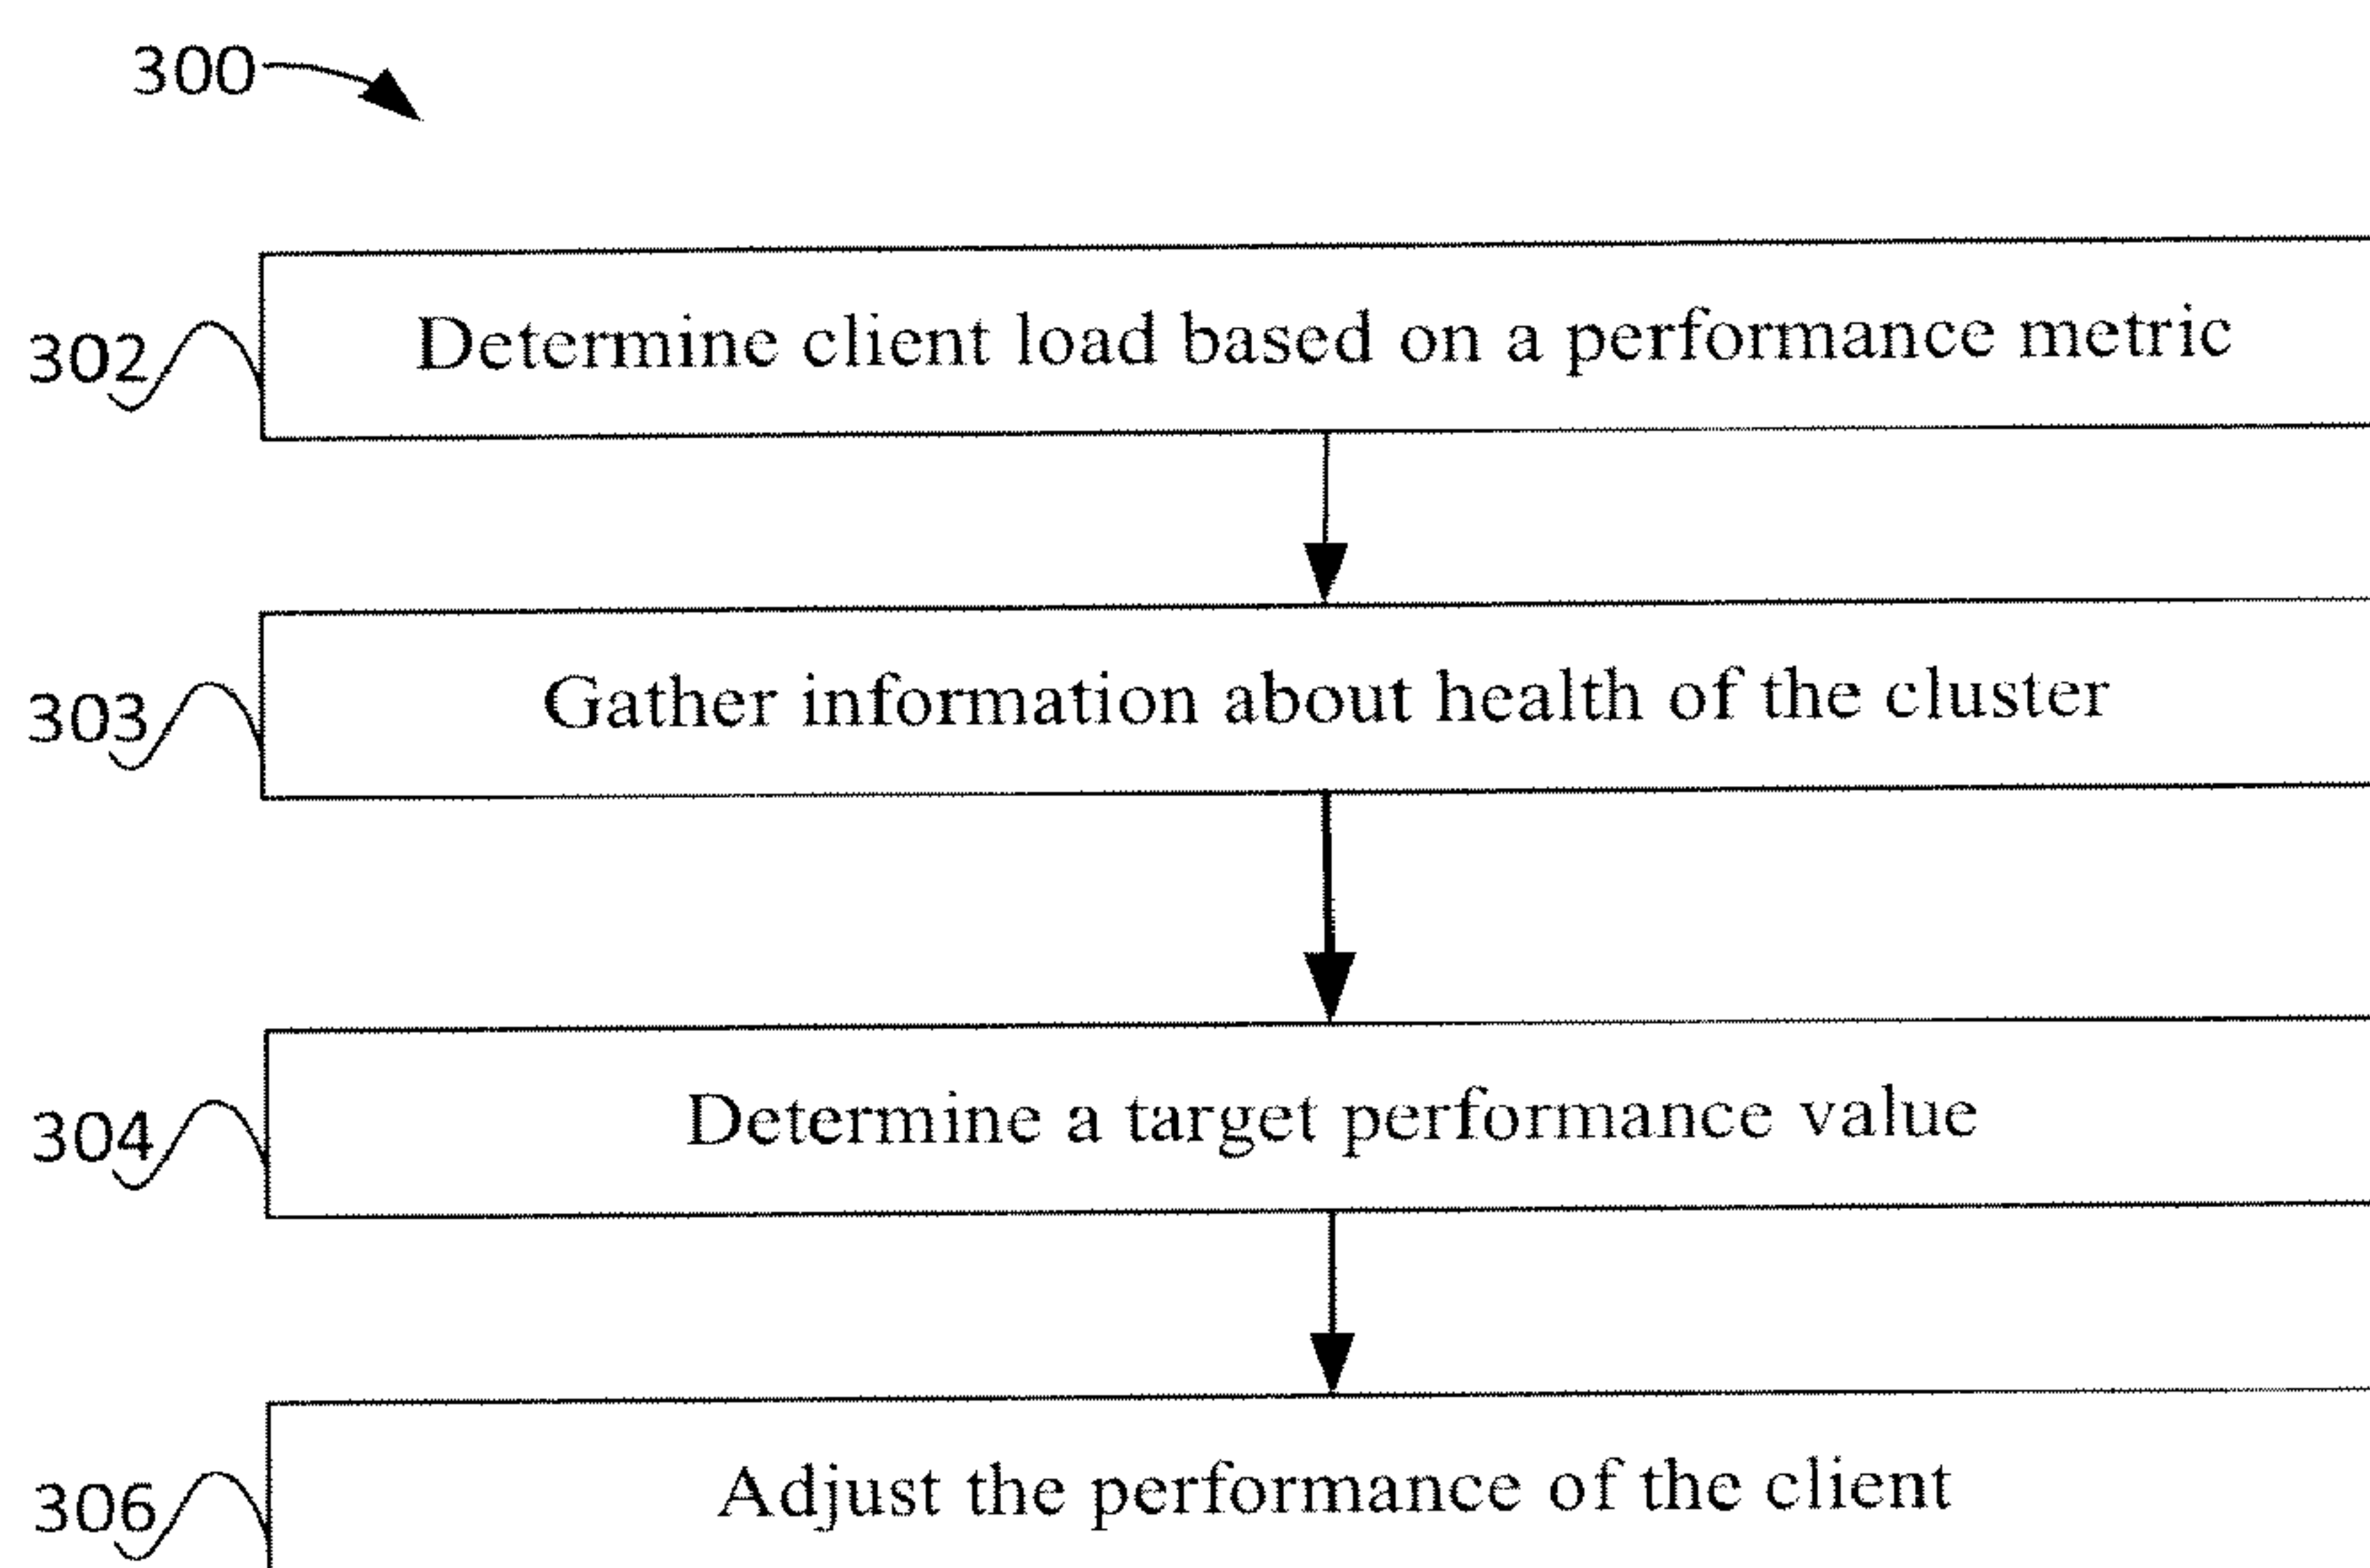 300
302
Determine client load based on a performance metric
303
Gather information about health of the cluster
304
Determine a target performance value
306
Adjust the performance of the client